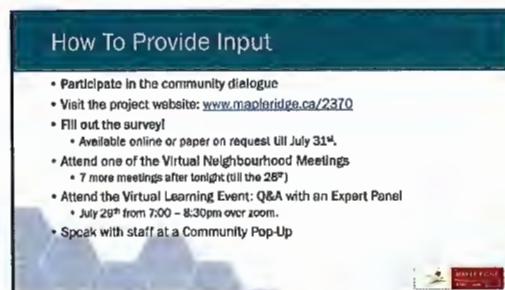 How To Provide Input
• Participate in the community dialogue
• Visit the project website: www.mapleridge.ca/2370
• Fill out the survey!
• Available online or paper on request till July 31st.
• Attend one of the Virtual Neighbourhood Meetings
• 7 more meetings after tonight (till the 28th)
• Attend the Virtual Learning Event: Q&A with an Expert Panel
• July 29th from 7:00 – 8:30pm over zoom.
• Speak with staff at a Community Pop-Up
MAPLE RIDGE